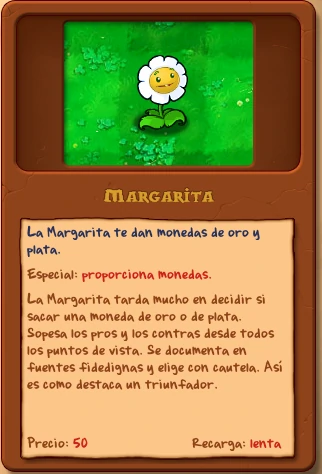 Margarita
La Margarita te dan monedas de oro y
plata.
Especial: proporciona monedas.
La Margarita tarda mucho en decidir si
sacar una moneda de oro o de plata.
Sopesa los pros y los contras desde todos
los puntos de vista. Se documenta en
fuentes fidedignas y elige con cautela. Así
es como destaca un triunfador.
Precio: 50 Recarga: lenta